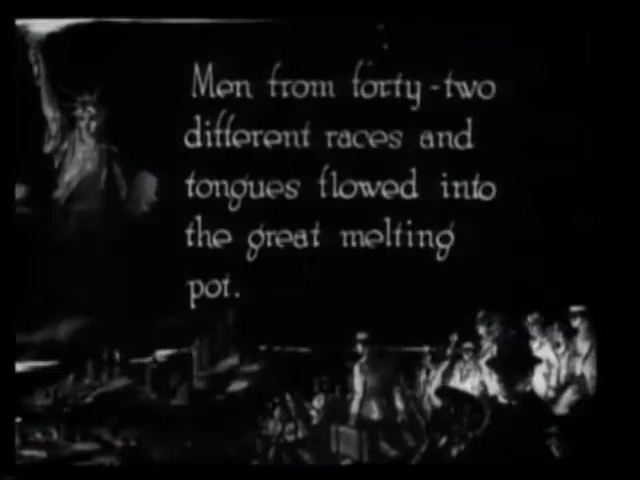 Men from forty-two
different races and
tongues flowed into
the great melting
pot.